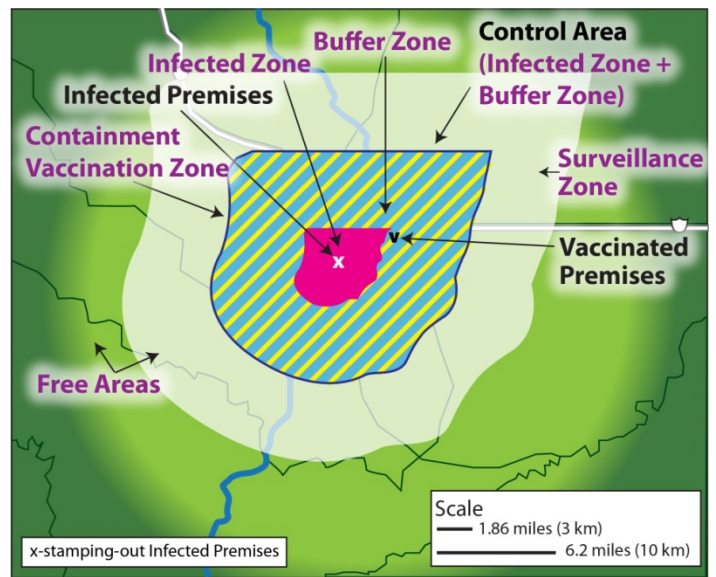 Buffer Zone
Control Area
(Infected Zone +
Buffer Zone)
Infected Zone
Infected Premises
Containment
Vaccination Zone
Surveillance
Zone
x
v
Vaccinated
Premises
Free Areas
Scale
1.86 miles (3 km)
6.2 miles (10 km)
x-stamping-out Infected Premises